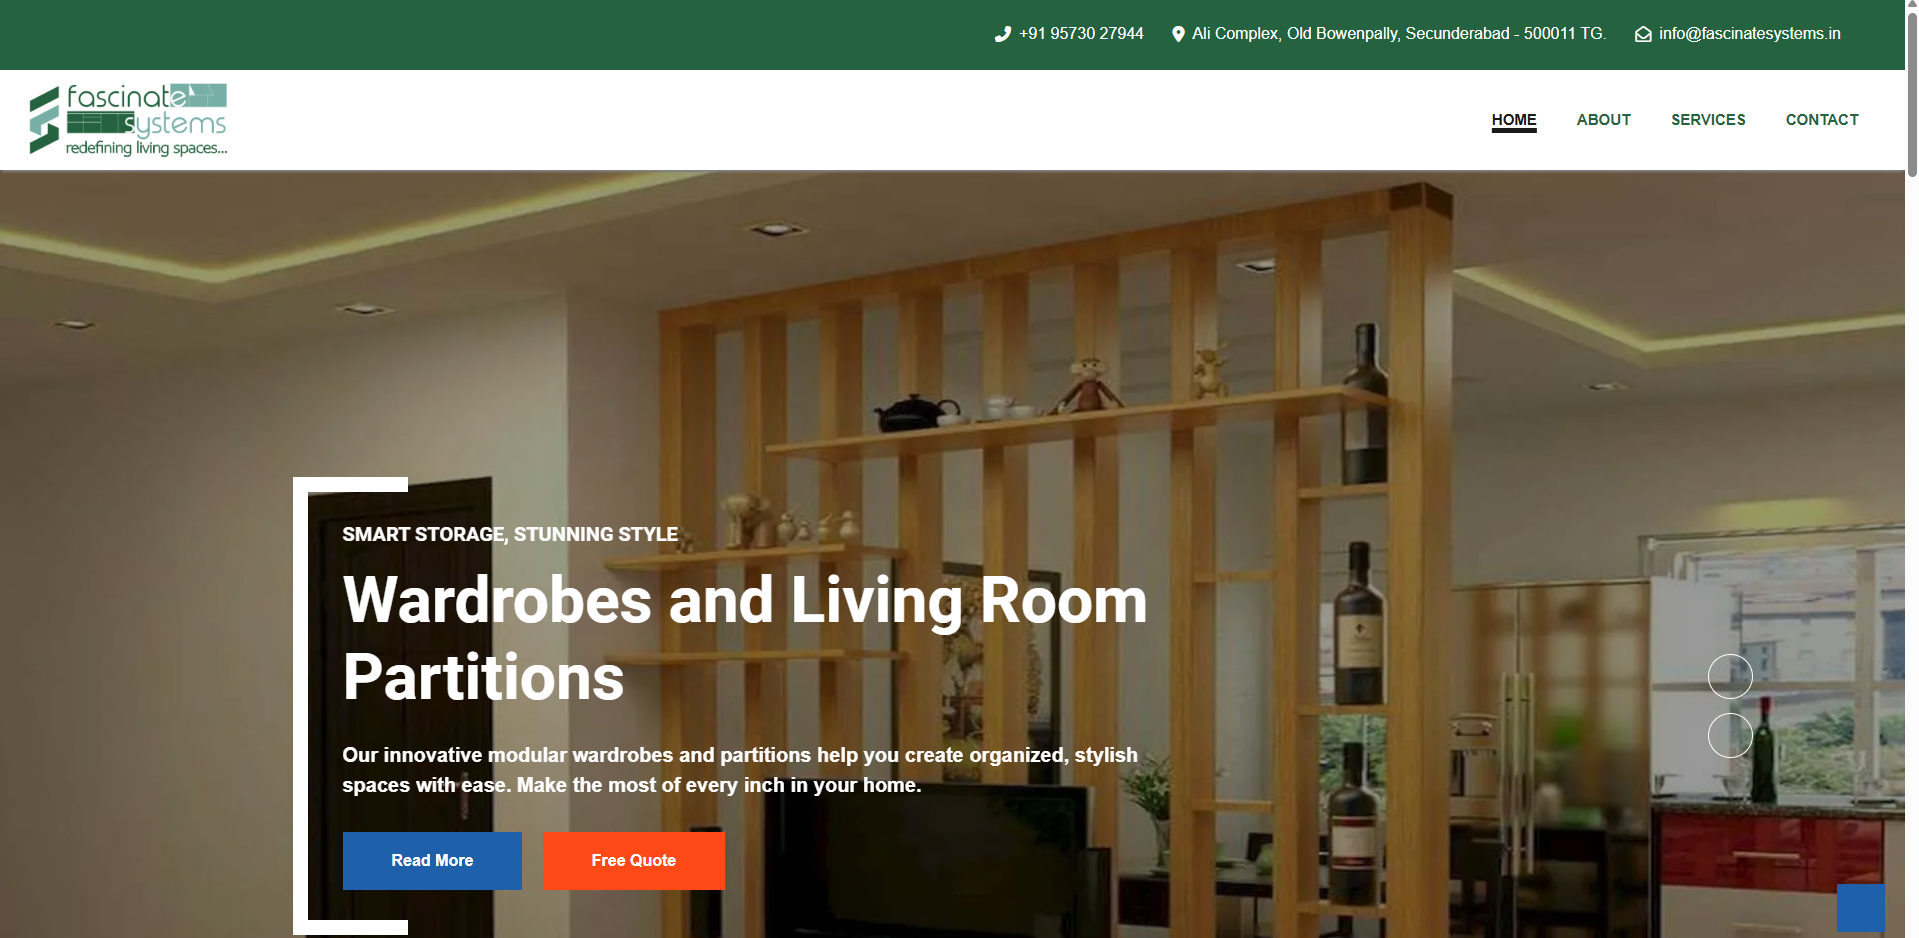 +91 95730 27944 Ali Complex, Old Bowenpally, Secunderabad - 500011 TG. info@fascinatesystems.in
fascinate
systems
redefining living spaces...
HOME ABOUT SERVICES CONTACT
SMART STORAGE, STUNNING STYLE
Wardrobes and Living Room
Partitions
Our innovative modular wardrobes and partitions help you create organized, stylish
spaces with ease. Make the most of every inch in your home.
Read More Free Quote